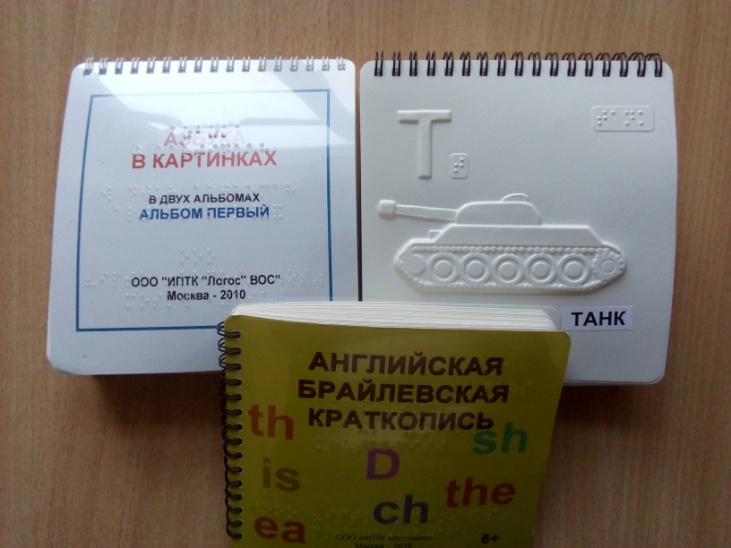 АЗБУКА
В КАРТИНКАХ
В ДВУХ АЛЬБОМАХ
АЛЬБОМ ПЕРВЫЙ
ООО "ИПТК "Логос" ВОС"
Москва - 2010
Т
ТАНК
АНГЛИЙСКАЯ
БРАЙЛЕВСКАЯ
КРАТКОПИСЬ
th
sh
is
D
the
ch
ea
6+